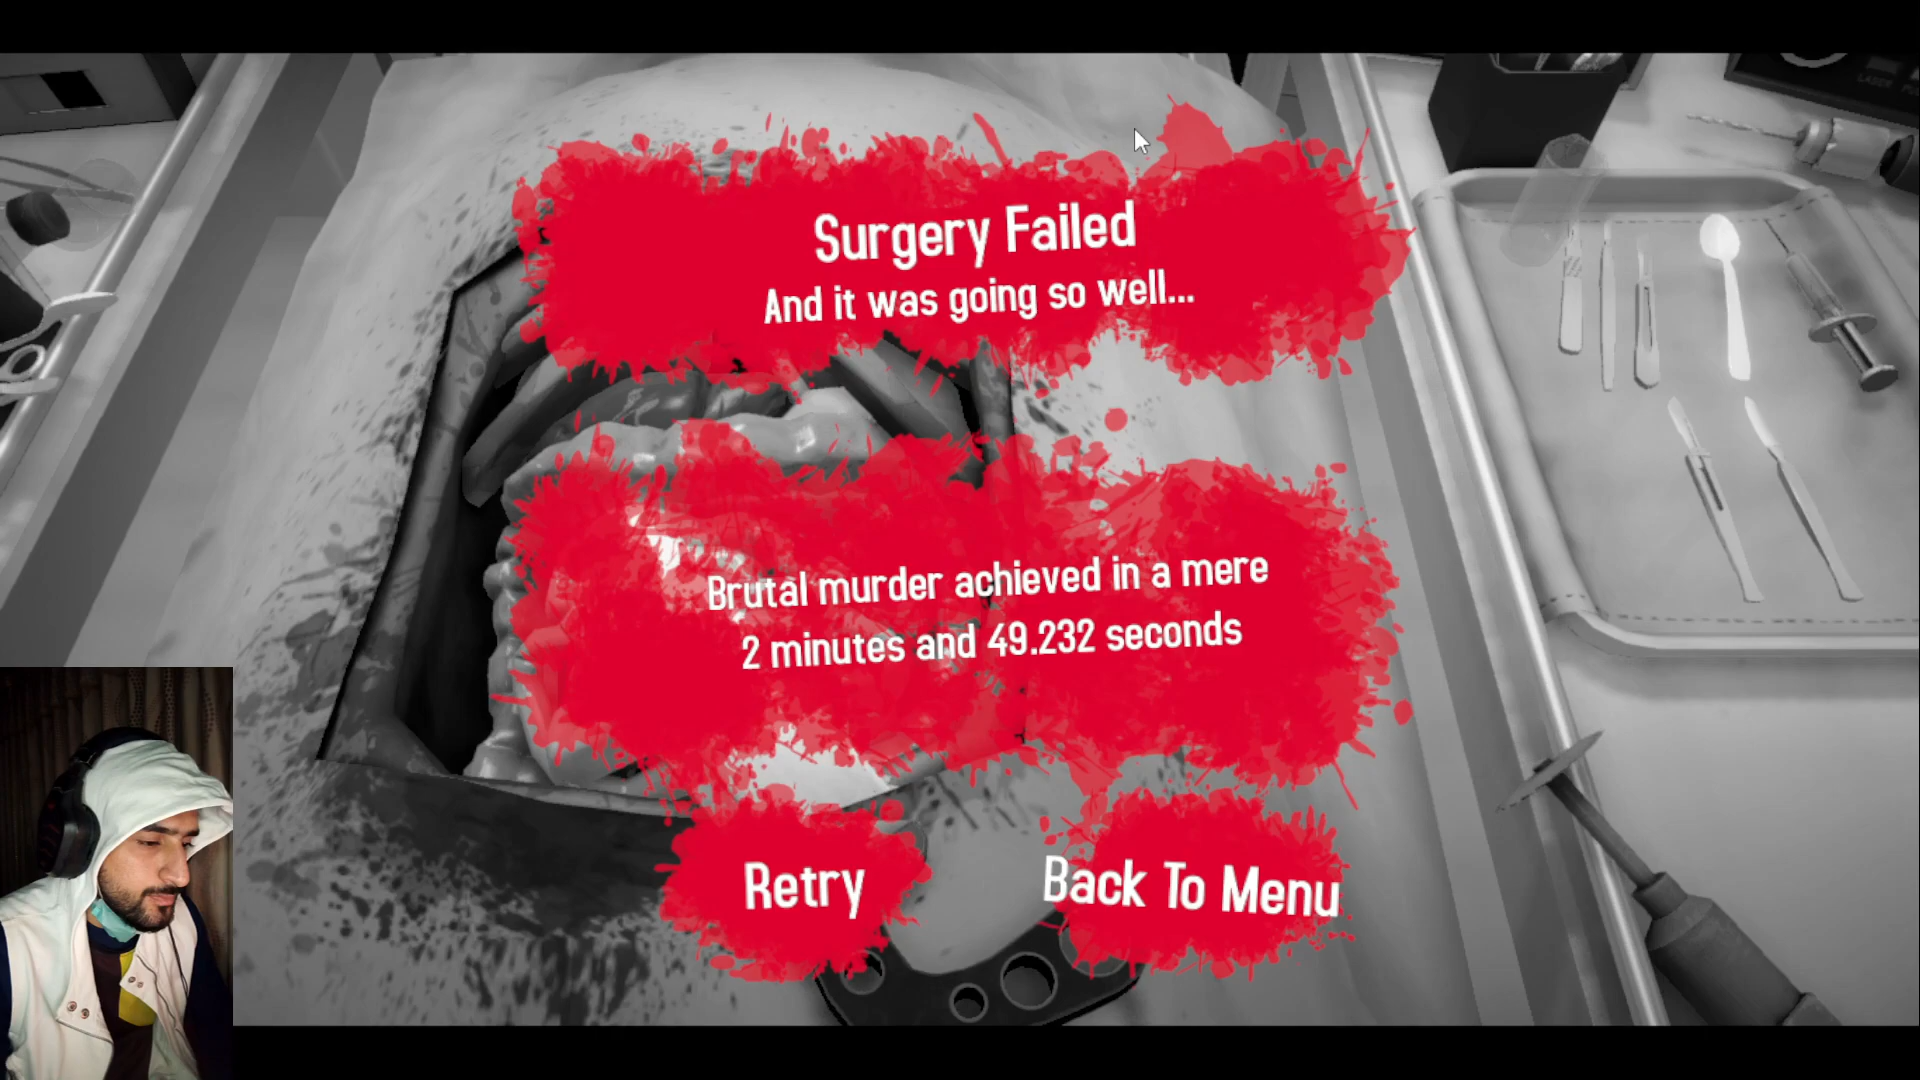 Surgery Failed
And it was going so well...
Brutal murder achieved in a mere
2 minutes and 49.232 seconds
Retry
Back To Menu
LASER